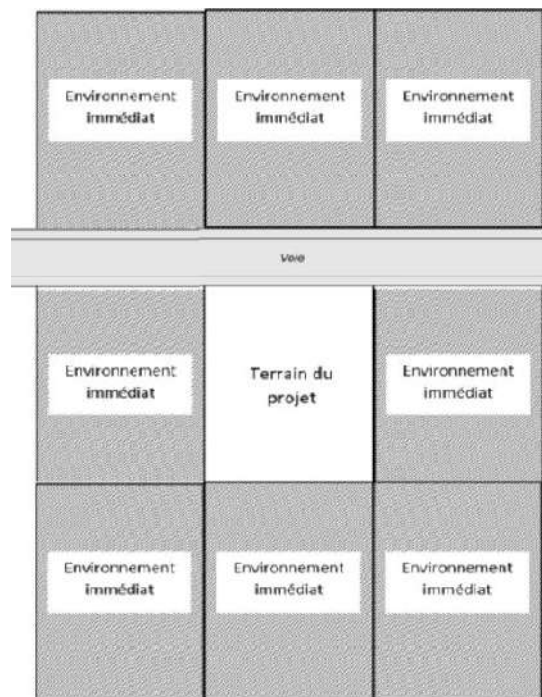 Environnement
immédiat
Environnement
immédiat
Environnement
immédiat
Voie
Environnement
immédiat
Terrain du
projet
Environnement
immédiat
Environnement
immédiat
Environnement
immédiat
Environnement
immédiat